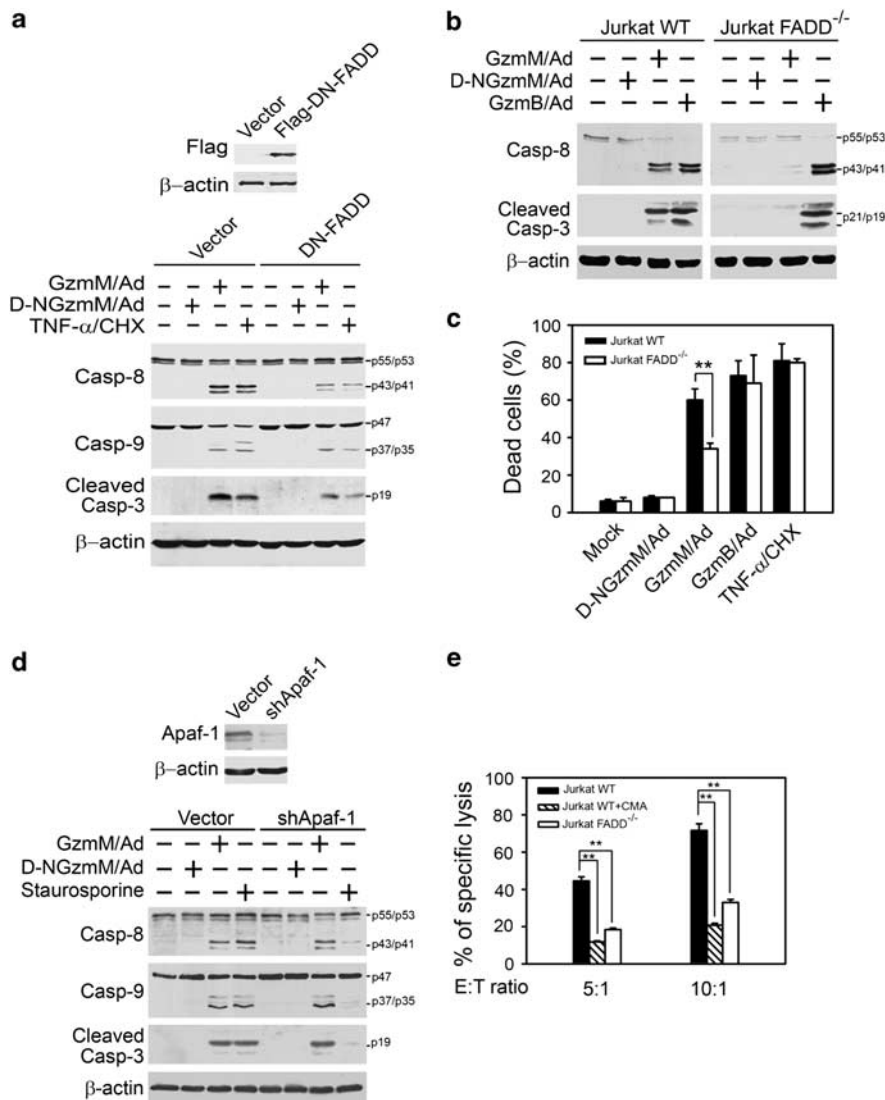 a
Vector
Flag-DN-FADD
Flag
β–actin
Vector
DN-FADD
GzmM/Ad – – + – – – + –
D-NGzmM/Ad – + – – – + – –
TNF-α/CHX – – – + – – – +
Casp-8
p55/p53
p43/p41
Casp-9
p47
p37/p35
Cleaved
Casp-3
p19
β–actin
b
Jurkat WT
Jurkat FADD-/-
GzmM/Ad – – + – – – + –
D-NGzmM/Ad – + – – – + – –
GzmB/Ad – – – + – – – +
Casp-8
p55/p53
p43/p41
Cleaved
Casp-3
p21/p19
β–actin
c
Dead cells (%)
100
80
60
40
20
0
Jurkat WT
Jurkat FADD-/-
**
Mock
D-NGzmM/Ad
GzmM/Ad
GzmB/Ad
TNF-α/CHX
d
Vector
shApaf-1
Apaf-1
β–actin
Vector
shApaf-1
GzmM/Ad – – + – – – + –
D-NGzmM/Ad – + – – – + – –
Staurosporine – – – + – – – +
Casp-8
p55/p53
p43/p41
Casp-9
p47
p37/p35
Cleaved
Casp-3
p19
β-actin
e
% of specific lysis
100
80
60
40
20
0
Jurkat WT
Jurkat WT+CMA
Jurkat FADD-/-
**
**
**
**
E:T ratio
5:1
10:1